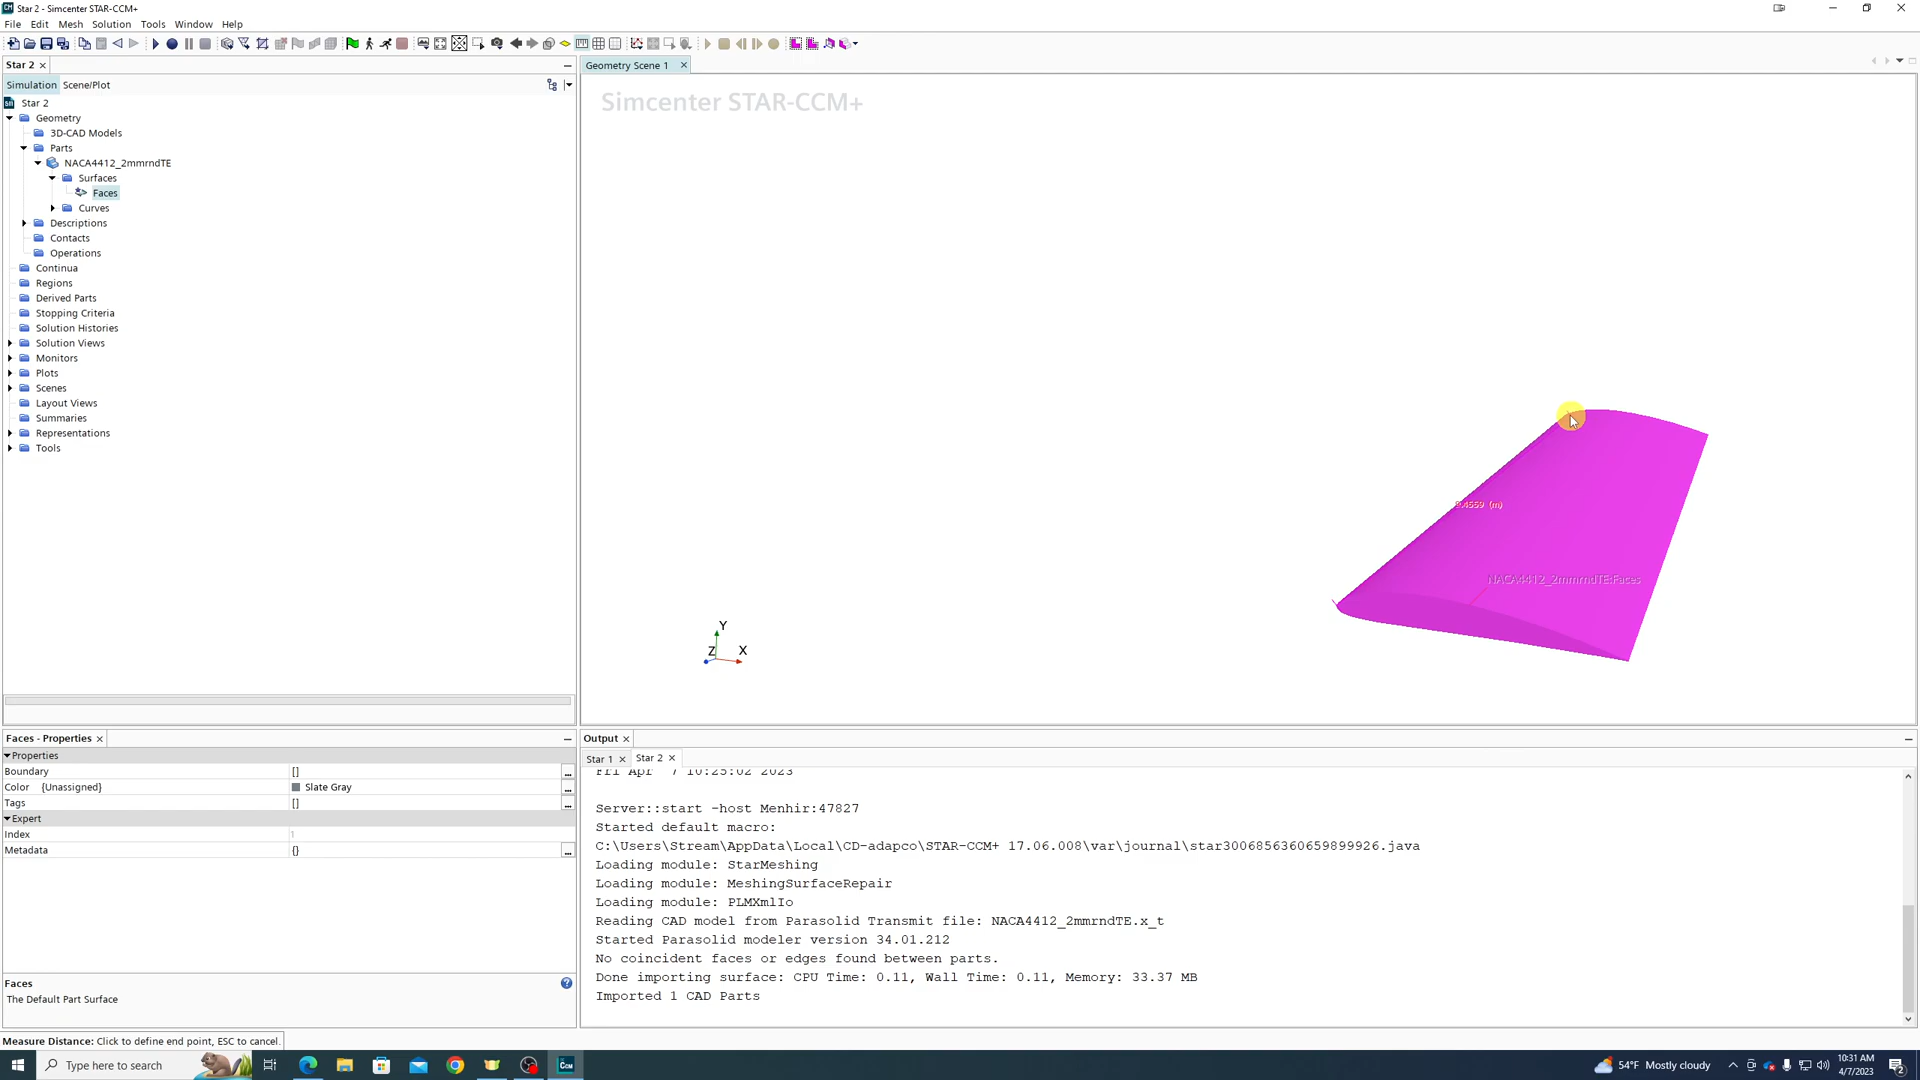 Star 2 - Simcenter STAR-CCM+
File Edit Mesh Solution Tools Window Help
Star 2
Simulation Scene/Plot
Star 2
Geometry
3D-CAD Models
Parts
NACA4412_2mmrndTE
Surfaces
Faces
Curves
Descriptions
Contacts
Operations
Continua
Regions
Derived Parts
Stopping Criteria
Solution Histories
Solution Views
Monitors
Plots
Scenes
Layout Views
Summaries
Representations
Tools
Geometry Scene 1
Simcenter STAR-CCM+
(m)
NACA4412_2mmrndTE:Faces
Y
Z X
Faces - Properties
Properties
Boundary []
Color {Unassigned} Slate Gray
Tags []
Expert
Index 1
Metadata {}
Faces
The Default Part Surface
Output
Star 1 Star 2
Fri Apr 7 10:25:02 2023
Server::start -host Menhir:47827
Started default macro:
C:\Users\Stream\AppData\Local\CD-adapco\STAR-CCM+ 17.06.008\var\journal\star3006856360659899926.java
Loading module: StarMeshing
Loading module: MeshingSurfaceRepair
Loading module: PLMXmlIo
Reading CAD model from Parasolid Transmit file: NACA4412_2mmrndTE.x_t
Started Parasolid modeler version 34.01.212
No coincident faces or edges found between parts.
Done importing surface: CPU Time: 0.11, Wall Time: 0.11, Memory: 33.37 MB
Imported 1 CAD Parts
Measure Distance: Click to define end point, ESC to cancel.
Type here to search
54°F Mostly cloudy
10:31 AM
4/7/2023